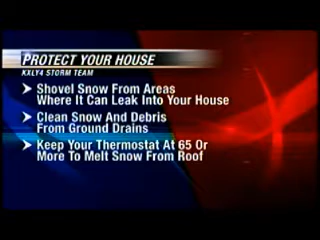 PROTECT YOUR HOUSE
KXLY4 STORM TEAM
Shovel Snow From Areas
Where It Can Leak Into Your House
Clean Snow And Debris
From Ground Drains
Keep Your Thermostat At 65 Or
More To Melt Snow From Roof